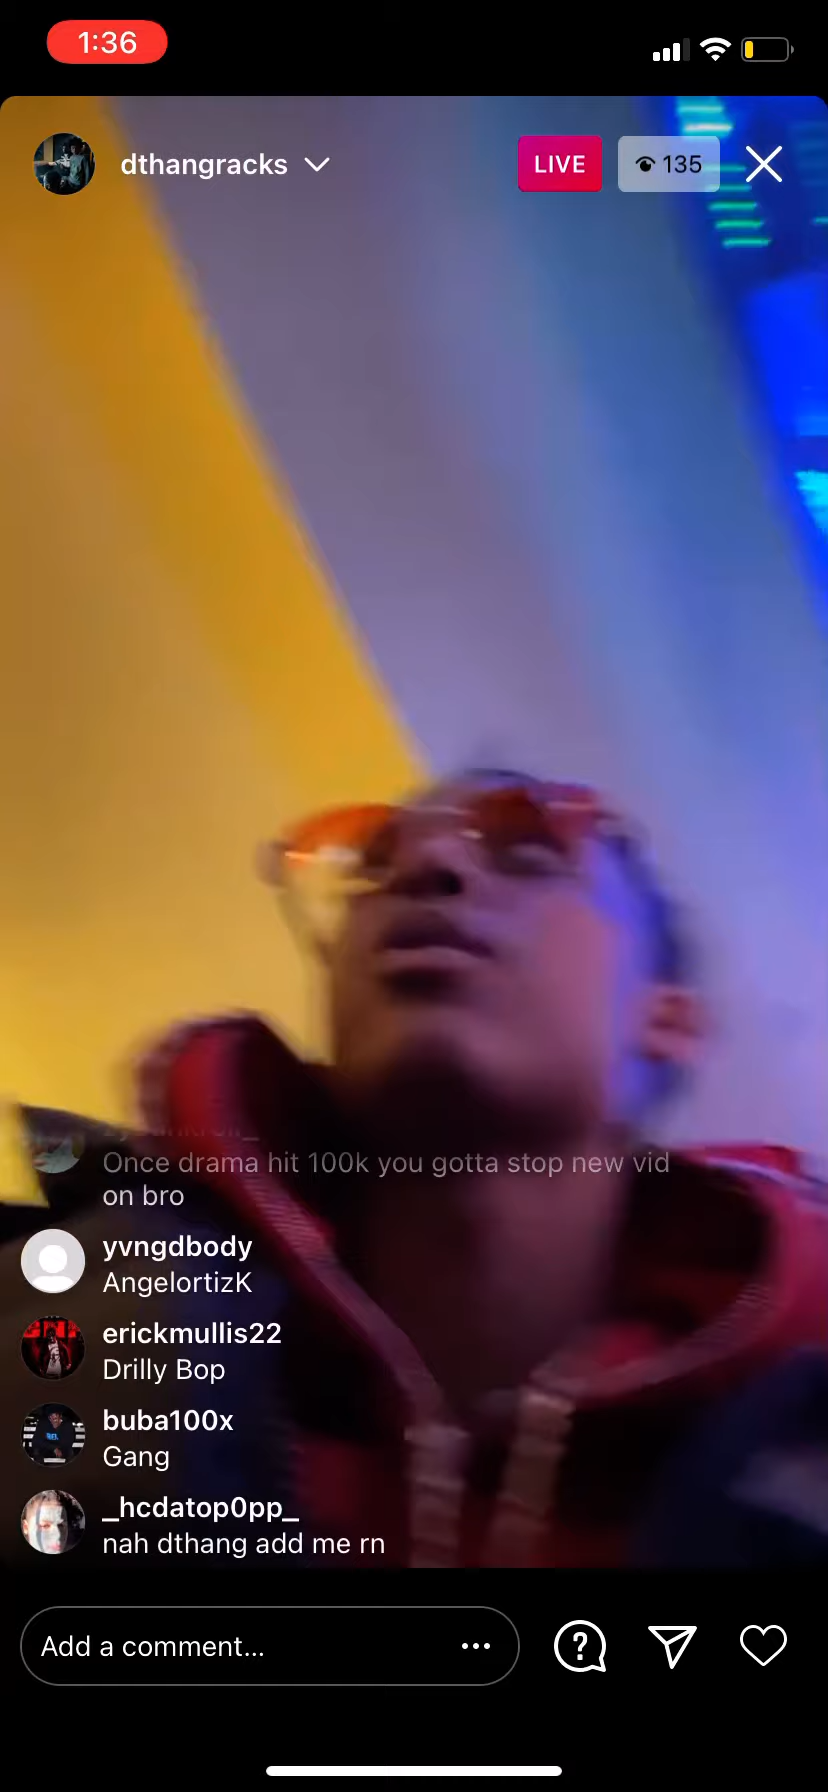 1:36
dthangracks
LIVE
135
Once drama hit 100k you gotta stop new vid
on bro
yvngdbody
AngelortizK
erickmullis22
Drilly Bop
buba100x
Gang
_hcdatop0pp_
nah dthang add me rn
Add a comment...